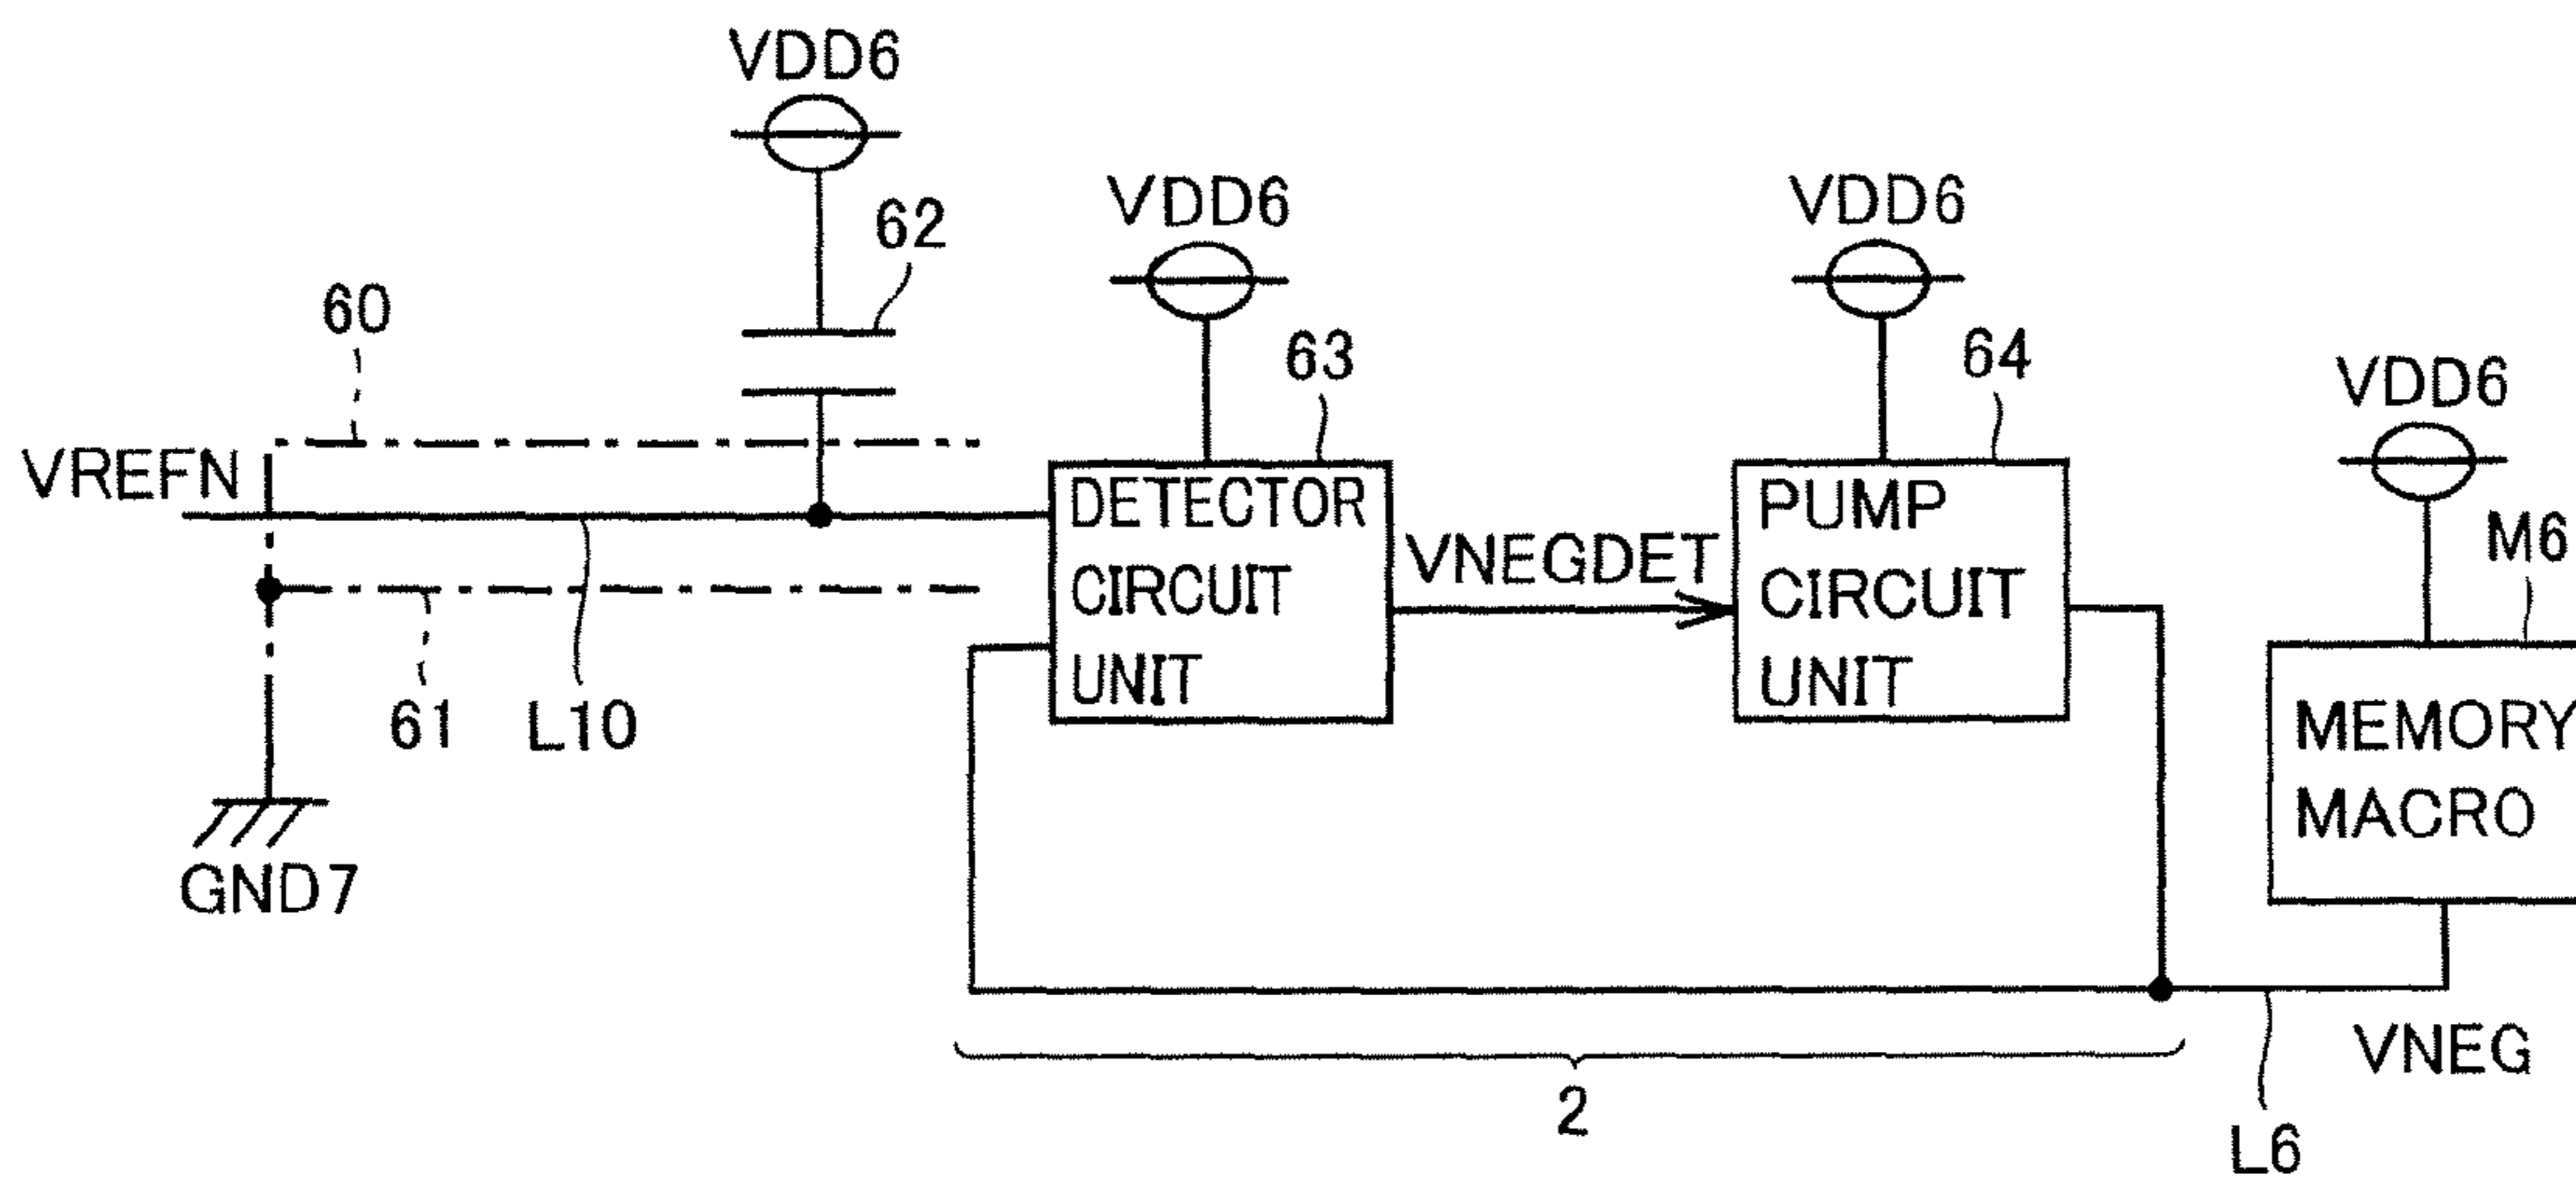 VDD6
62
VDD6
VDD6
60
63
64
VDD6
VREFN
DETECTOR
CIRCUIT
UNIT
VNEGDET
PUMP
CIRCUIT
UNIT
M6
61
L10
MEMORY
MACRO
GND7
VNEG
2
L6